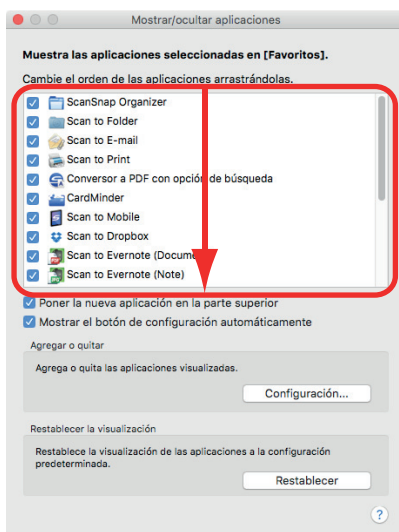 Mostrar/ocultar aplicaciones
Muestra las aplicaciones seleccionadas en [Favoritos].
Cambie el orden de las aplicaciones arrastrándolas.
ScanSnap Organizer
Scan to Folder
Scan to E-mail
Scan to Print
Conversor a PDF con opción de búsqueda
CardMinder
Scan to Mobile
Scan to Dropbox
Scan to Evernote (Docume
Scan to Evernote (Note)
Poner la nueva aplicación en la parte superior
Mostrar el botón de configuración automáticamente
Agregar o quitar
Agrega o quita las aplicaciones visualizadas.
Configuración...
Restablecer la visualización
Restablece la visualización de las aplicaciones a la configuración
predeterminada.
Restablecer
?